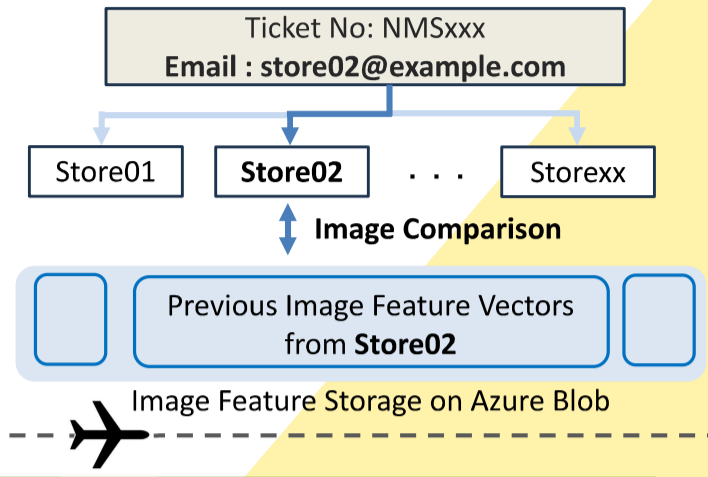 Ticket No: NMSxxx
Email : store02@example.com
Store01
Store02
. . .
Storexx
Image Comparison
Previous Image Feature Vectors
from Store02
Image Feature Storage on Azure Blob